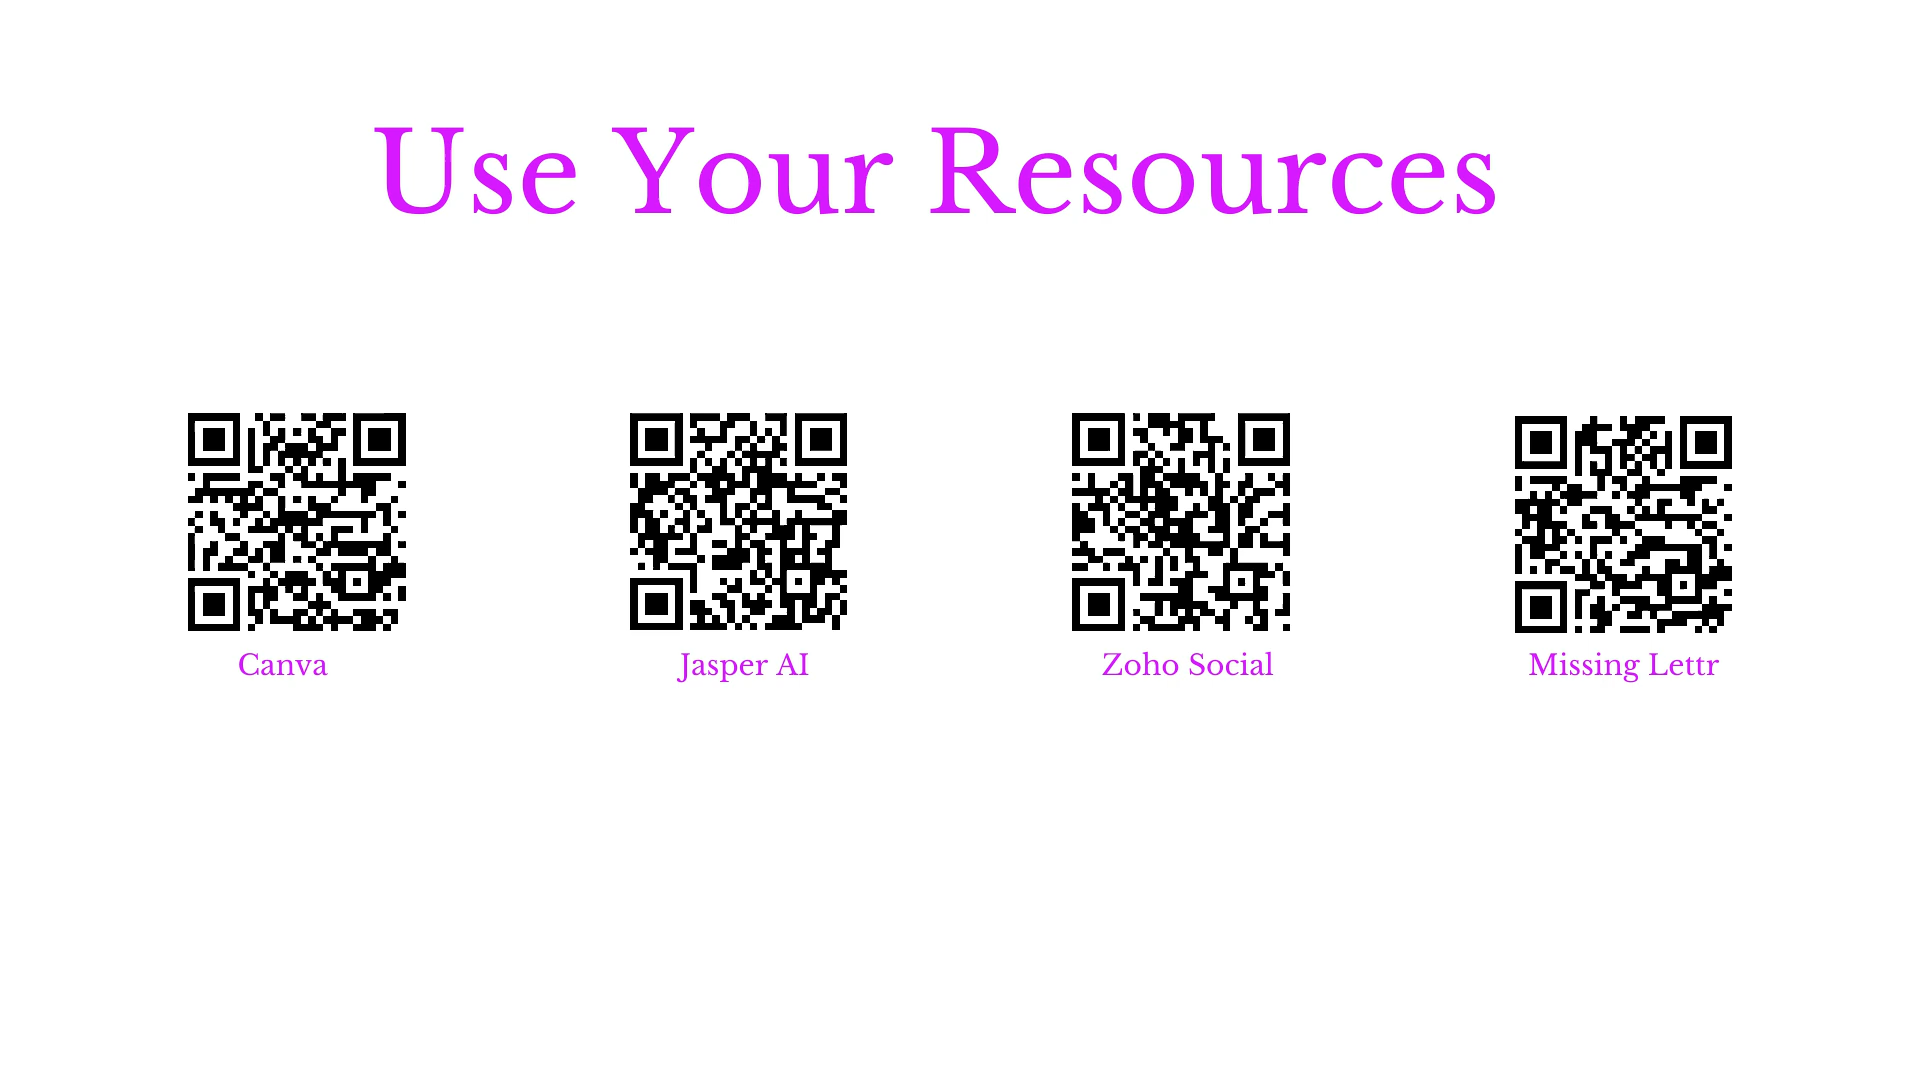 Use Your Resources
Canva
Jasper AI
Zoho Social
Missing Lettr